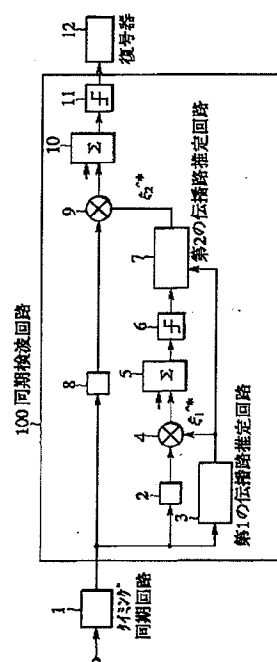 100 同期検波回路
1
タイミング
同期回路
2
3
第1の伝播路推定回路
4
ξ₁^*
5
Σ
6
7
第2の伝播路推定回路
8
9
ξ₂^*
10
Σ
11
12
復号器